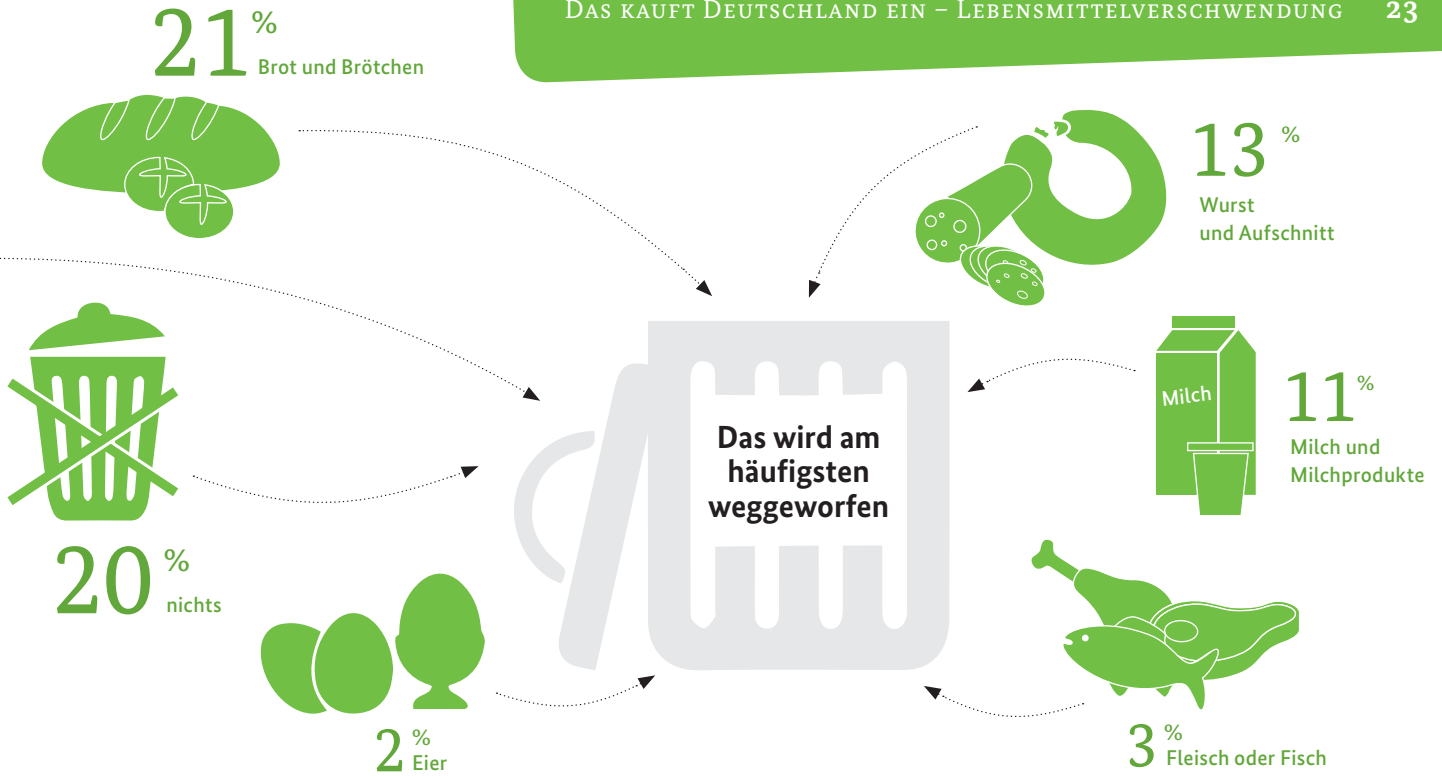 DAS KAUFT DEUTSCHLAND EIN – LEBENSMITTELVERSCHWENDUNG 23
21 %
Brot und Brötchen
13 %
Wurst
und Aufschnitt
Milch
11 %
Milch und
Milchprodukte
Das wird am
häufigsten
weggeworfen
20 %
nichts
2 %
Eier
3 %
Fleisch oder Fisch